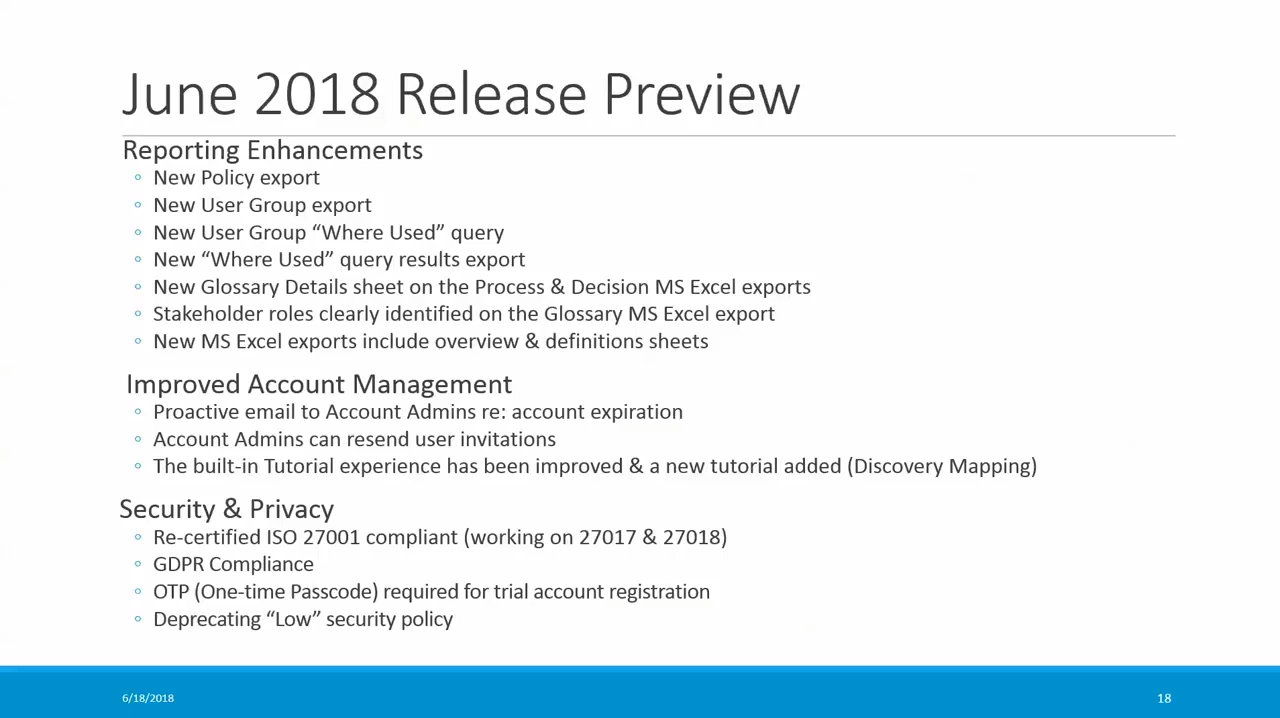 June 2018 Release Preview
Reporting Enhancements
◦ New Policy export
◦ New User Group export
◦ New User Group “Where Used” query
◦ New “Where Used” query results export
◦ New Glossary Details sheet on the Process & Decision MS Excel exports
◦ Stakeholder roles clearly identified on the Glossary MS Excel export
◦ New MS Excel exports include overview & definitions sheets
Improved Account Management
◦ Proactive email to Account Admins re: account expiration
◦ Account Admins can resend user invitations
◦ The built-in Tutorial experience has been improved & a new tutorial added (Discovery Mapping)
Security & Privacy
◦ Re-certified ISO 27001 compliant (working on 27017 & 27018)
◦ GDPR Compliance
◦ OTP (One-time Passcode) required for trial account registration
◦ Deprecating “Low” security policy
6/18/2018
18